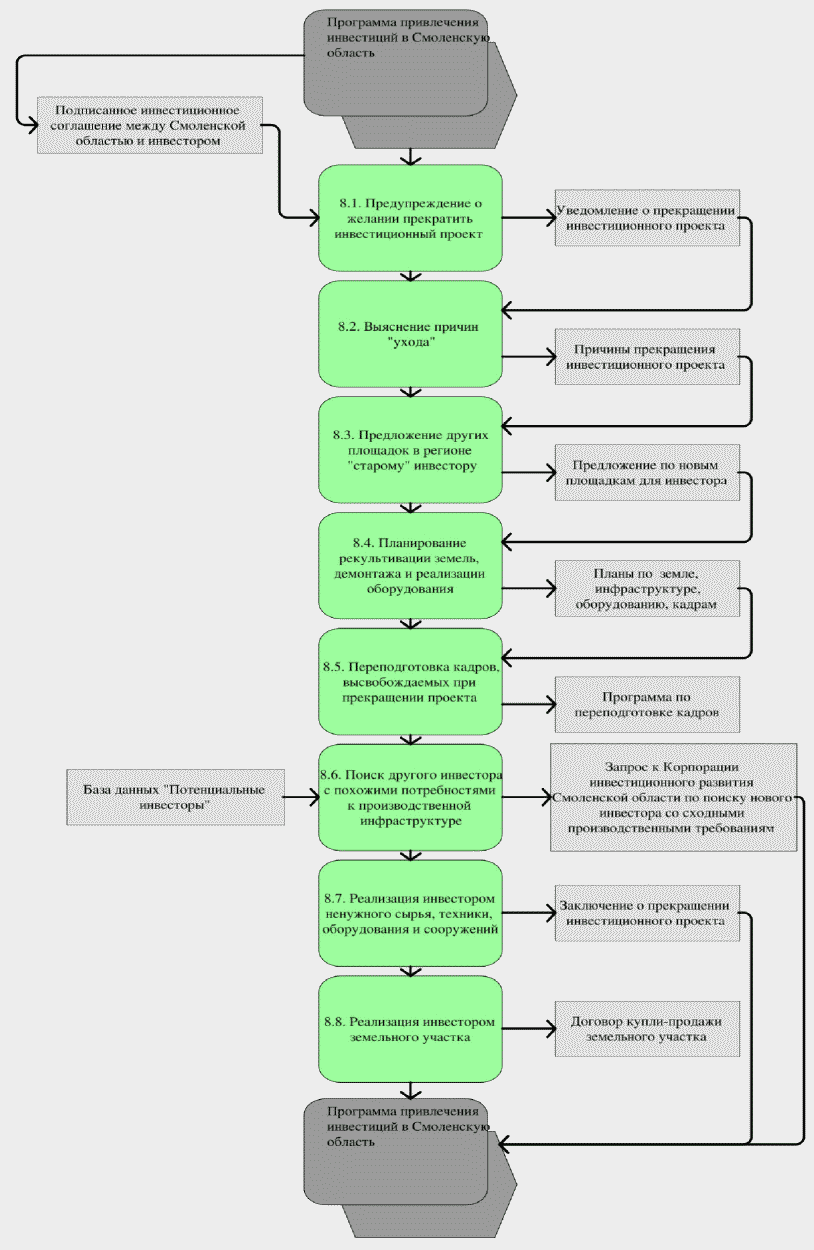 Программа привлечения
инвестиций в Смоленскую
область
Подписанное инвестиционное
соглашение между Смоленской
областью и инвестором
8.1. Предупреждение о
желании прекратить
инвестиционный проект
Уведомление о прекращении
инвестиционного проекта
8.2. Выяснение причин
"ухода"
Причины прекращения
инвестиционного проекта
8.3. Предложение других
площадок в регионе
"старому" инвестору
Предложение по новым
площадкам для инвестора
8.4. Планирование
рекультивации земель,
демонтажа и реализации
оборудования
Планы по земле,
инфраструктуре,
оборудованию, кадрам
8.5. Переподготовка кадров,
высвобождаемых при
прекращении проекта
Программа по
переподготовке кадров
База данных "Потенциальные
инвесторы"
8.6. Поиск другого инвестора
с похожими потребностями
к производственной
инфраструктуре
Запрос к Корпорации
инвестиционного развития
Смоленской области по поиску нового
инвестора со сходными
производственными требованиям
8.7. Реализация инвестором
ненужного сырья, техники,
оборудования и сооружений
Заключение о прекращении
инвестиционного проекта
8.8. Реализация инвестором
земельного участка
Договор купли-продажи
земельного участка
Программа привлечения
инвестиций в Смоленскую
область